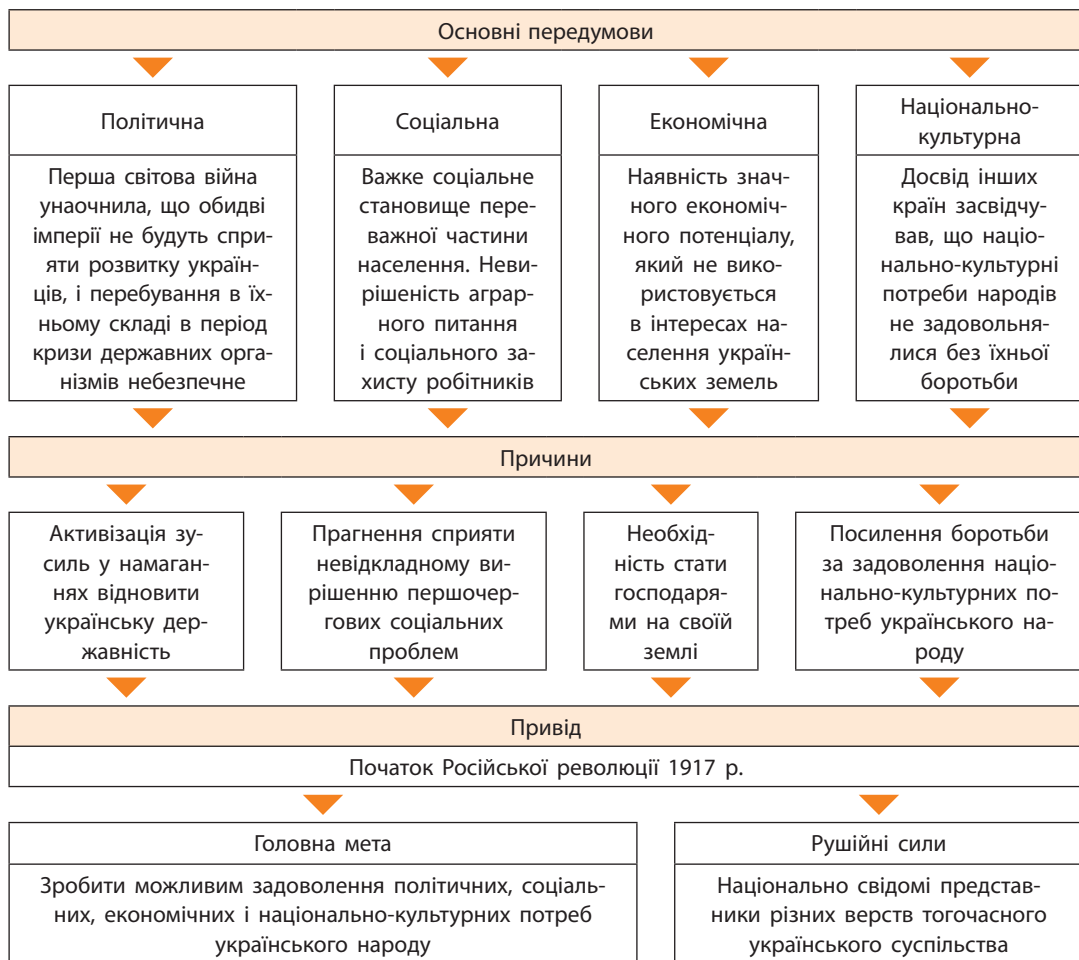 Основні передумови
Політична
Перша світова війна
унаочнила, що обидві
імперії не будуть спри-
яти розвитку україн-
ців, і перебування в їх-
ньому складі в період
кризи державних орга-
нізмів небезпечне
Соціальна
Важке соціальне
становище пере-
важної частини
населення. Неви-
рішеність аграр-
ного питання
і соціального за-
хисту робітників
Економічна
Наявність знач-
ного економіч-
ного потенціалу,
який не вико-
ристовується
в інтересах на-
селення україн-
ських земель
Національно-
культурна
Досвід інших
країн засвідчу-
вав, що націо-
нально-культурні
потреби народів
не задовольня-
лися без їхньої
боротьби
Причини
Активізація зу-
силь у намаган-
нях відновити
українську дер-
жавність
Прагнення сприяти
невідкладному ви-
рішенню першочер-
гових соціальних
проблем
Необхід-
ність стати
господаря-
ми на своїй
землі
Посилення боротьби
за задоволення націо-
нально-культурних по-
треб українського на-
роду
Привід
Початок Російської революції 1917 р.
Головна мета
Зробити можливим задоволення політичних, соціаль-
них, економічних і національно-культурних потреб
українського народу
Рушійні сили
Національно свідомі представ-
ники різних верств тогочасного
українського суспільства